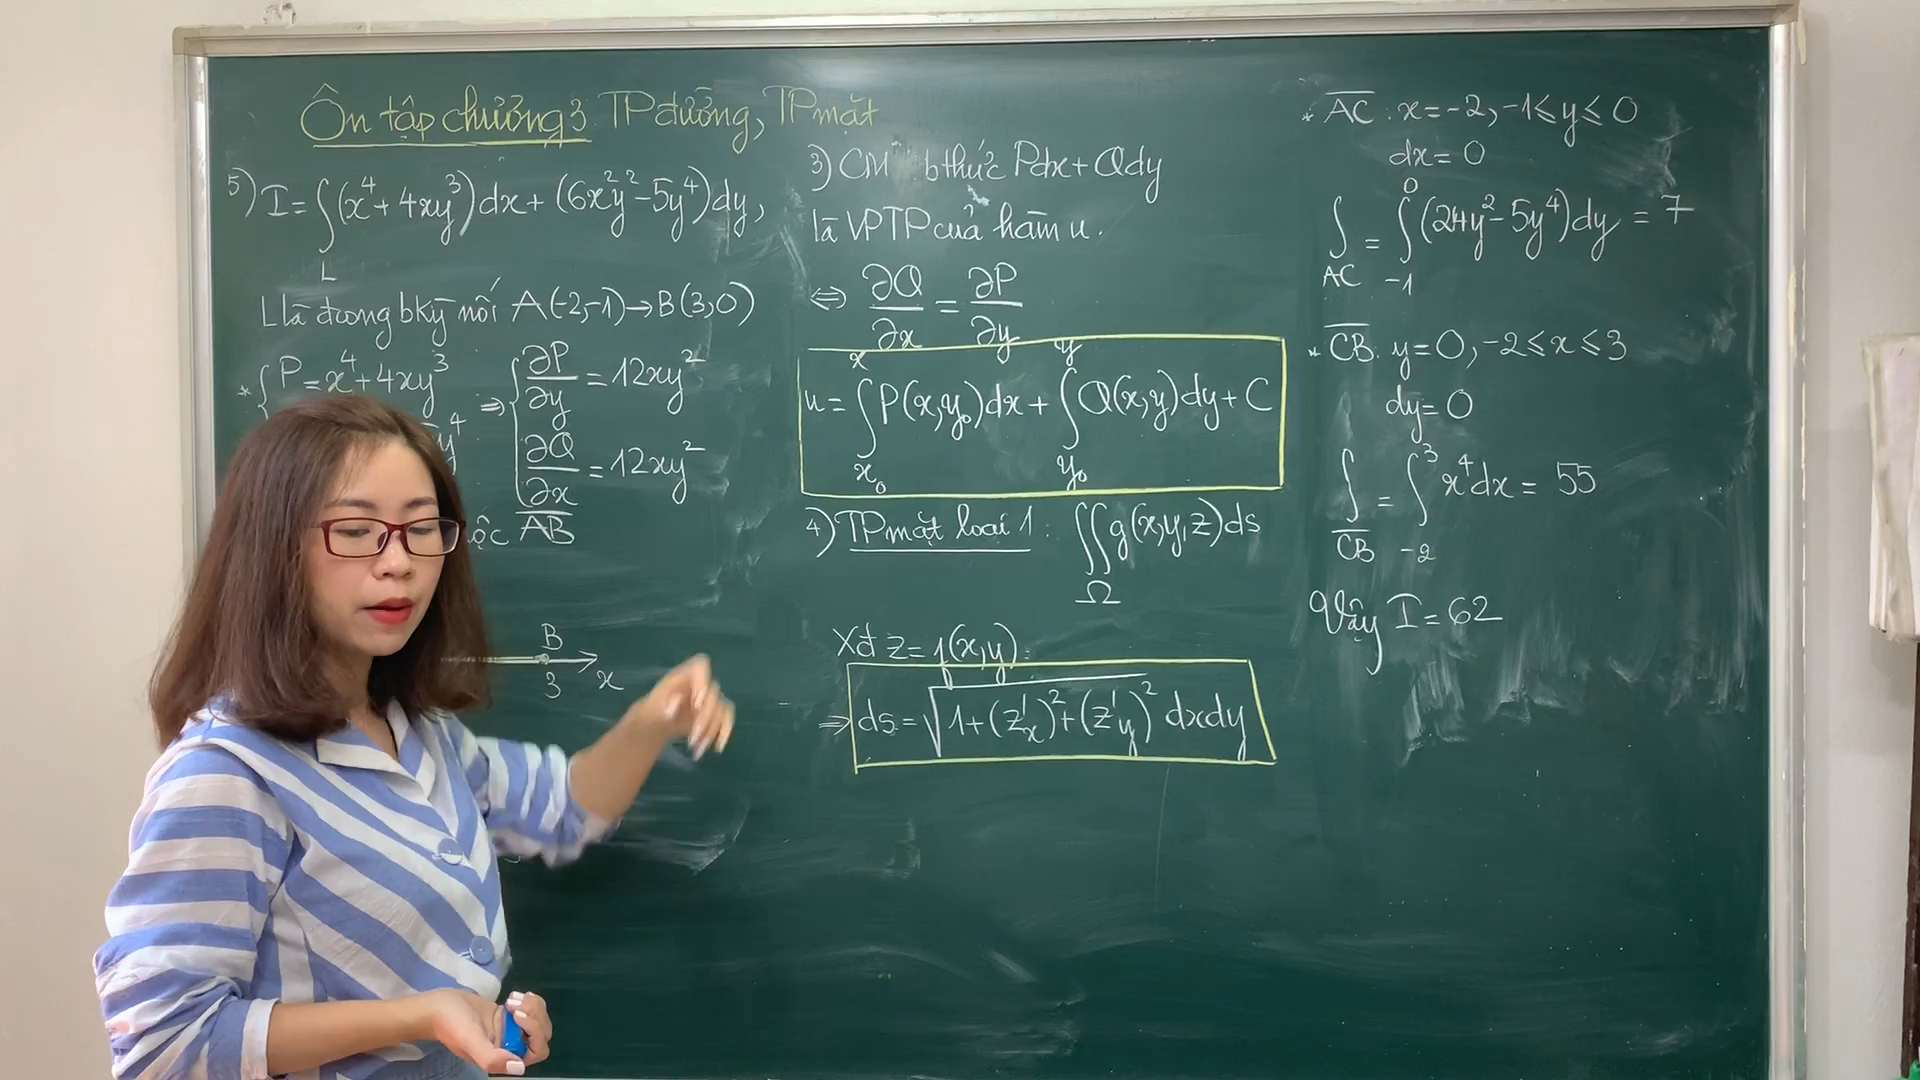 Ôn tập chương 3 TP đường, TP mặt
5) I = ∫_L (x⁴ + 4xy³)dx + (6x²y² - 5y⁴)dy,
L là đường bkỳ nối A(-2,-1) → B(3,0)
* { P = x⁴ + 4xy³ ⇒ { ∂P/∂y = 12xy²
y⁴ ∂Q/∂x = 12xy²
AB
B
3 x
3) CM bthức Pdx + Qdy
là VPTP của hàm u.
⇔ ∂Q/∂x = ∂P/∂y
u = ∫_{x₀}^{x} P(x,y₀)dx + ∫_{y₀}^{y} Q(x,y)dy + C
4) TP mặt loại 1: ∬_Ω g(x,y,z)ds
Xđ z = f(x,y):
⇒ ds = √(1 + (z'x)² + (z'y)²) dxdy
* AC: x = -2, -1 ≤ y ≤ 0
dx = 0
∫_AC = ∫_{-1}^{0} (24y² - 5y⁴)dy = 7
* CB: y = 0, -2 ≤ x ≤ 3
dy = 0
∫_CB = ∫_{-2}^{3} x⁴dx = 55
Vậy I = 62